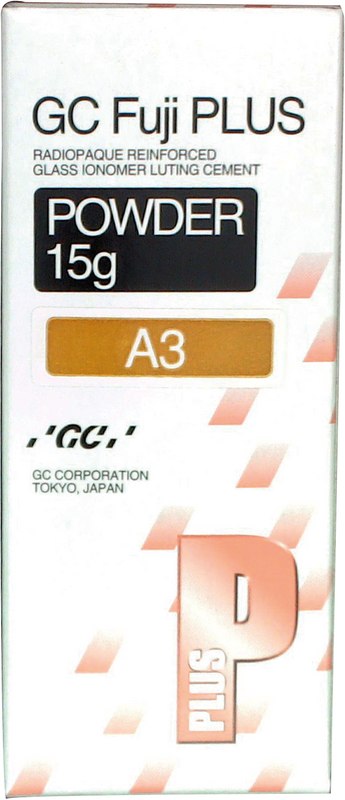 GC Fuji PLUS
RADIOPAQUE REINFORCED
GLASS IONOMER LUTING CEMENT
POWDER
15g
A3
GC
GC CORPORATION
TOKYO, JAPAN
P
PLUS